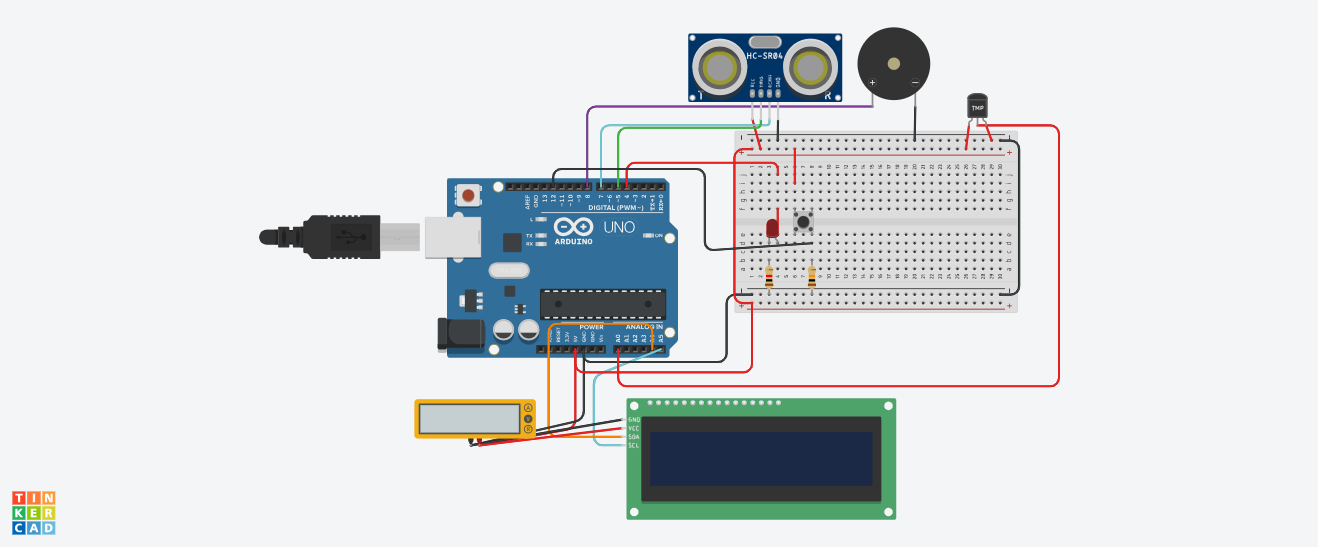 HC-SR04
VCC
TRIG
ECHO
GND
T
R
+
−
TMP
AREF
GND
13
12
~11
~10
~9
8
7
~6
~5
4
~3
2
TX→1
RX←0
DIGITAL (PWM~)
L
TX
RX
ARDUINO
UNO
ON
POWER
ANALOG IN
RESET
3.3V
5V
GND
GND
Vin
A0
A1
A2
A3
A5
A
V
R
GND
VCC
SDA
SCL
TIN
KER
CAD